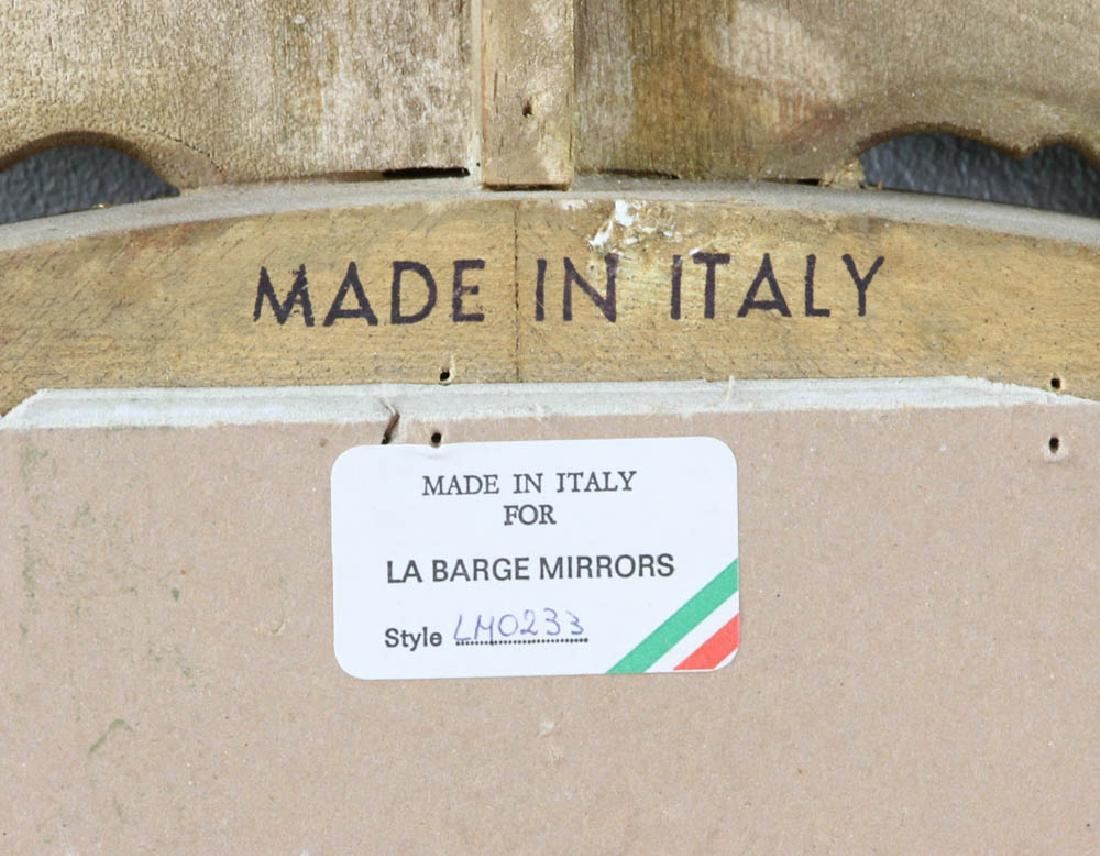 MADE IN ITALY
MADE IN ITALY
FOR
LA BARGE MIRRORS
Style LM0233